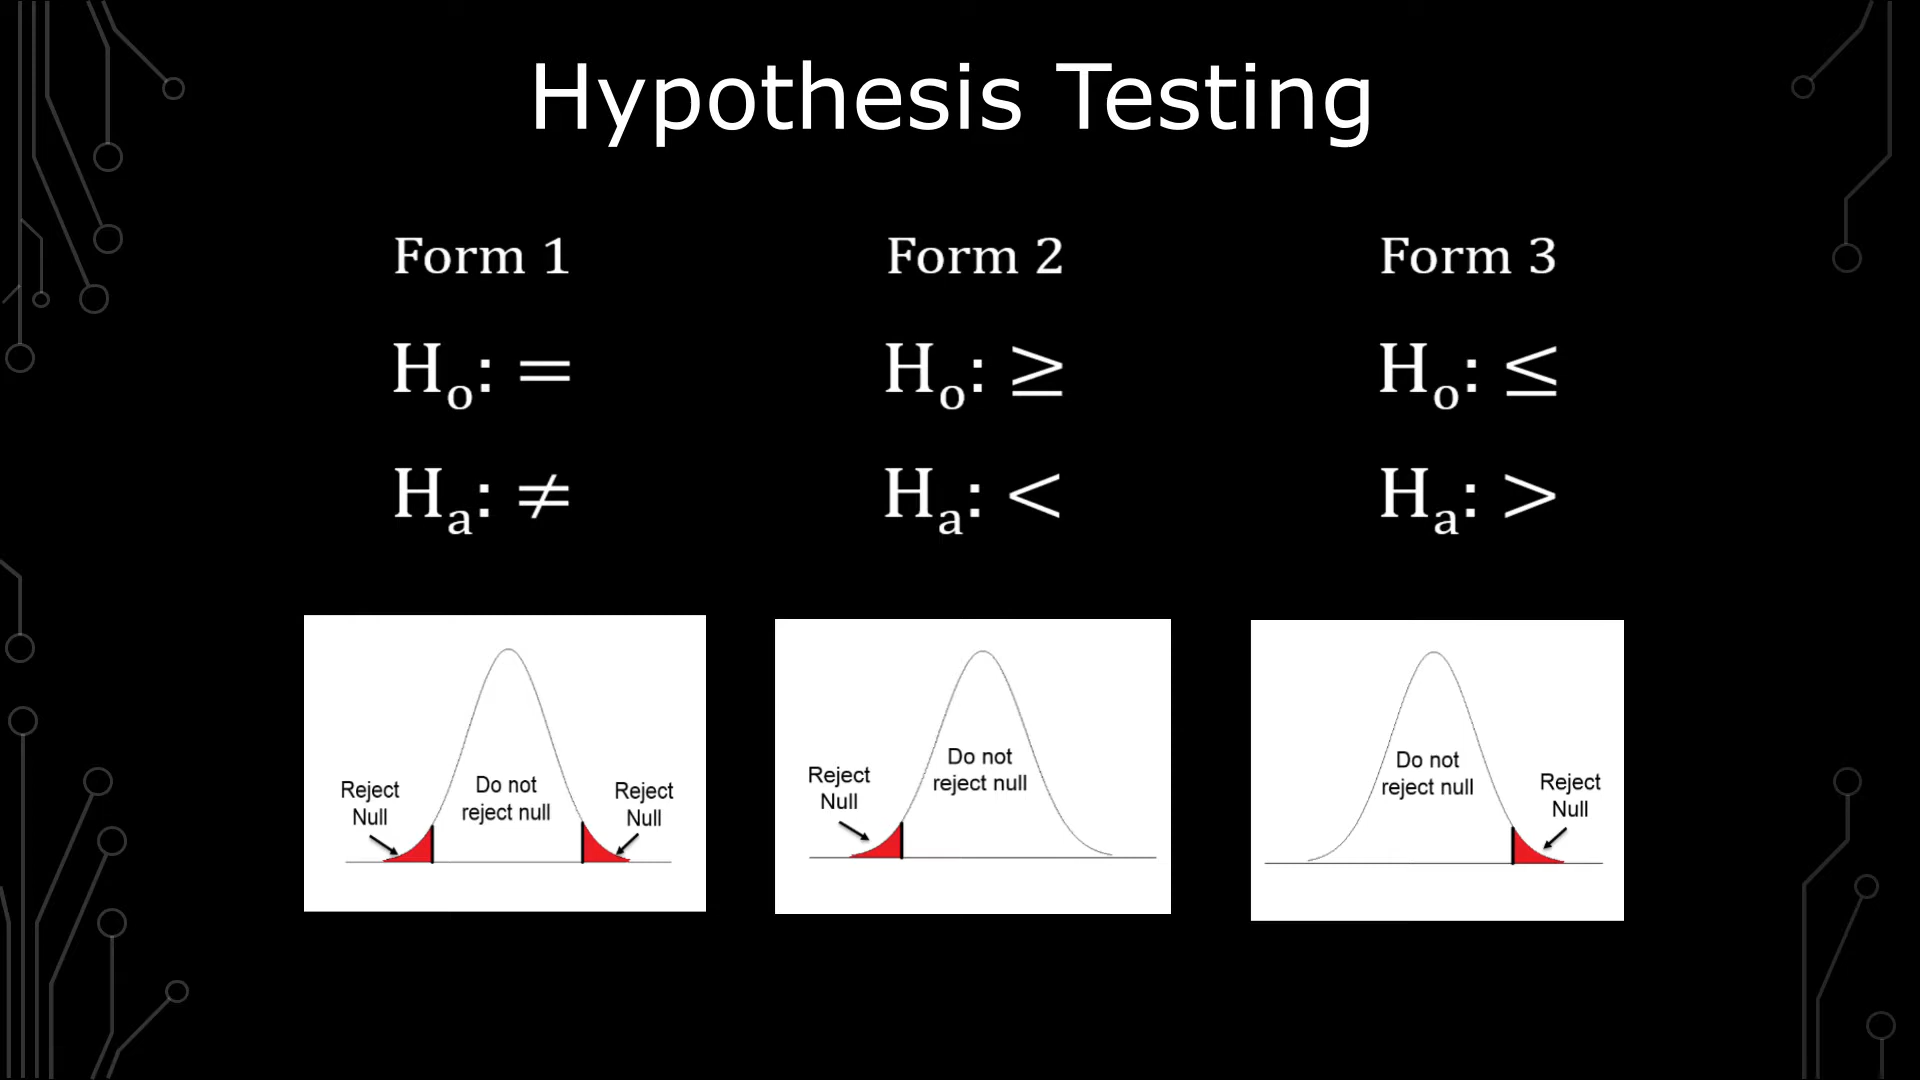 Hypothesis Testing
Form 1
Form 2
Form 3
Hₒ: =
Hₒ: ≥
Hₒ: ≤
Hₐ: ≠
Hₐ: <
Hₐ: >
Reject
Null
Do not
reject null
Reject
Null
Reject
Null
Do not
reject null
Do not
reject null
Reject
Null